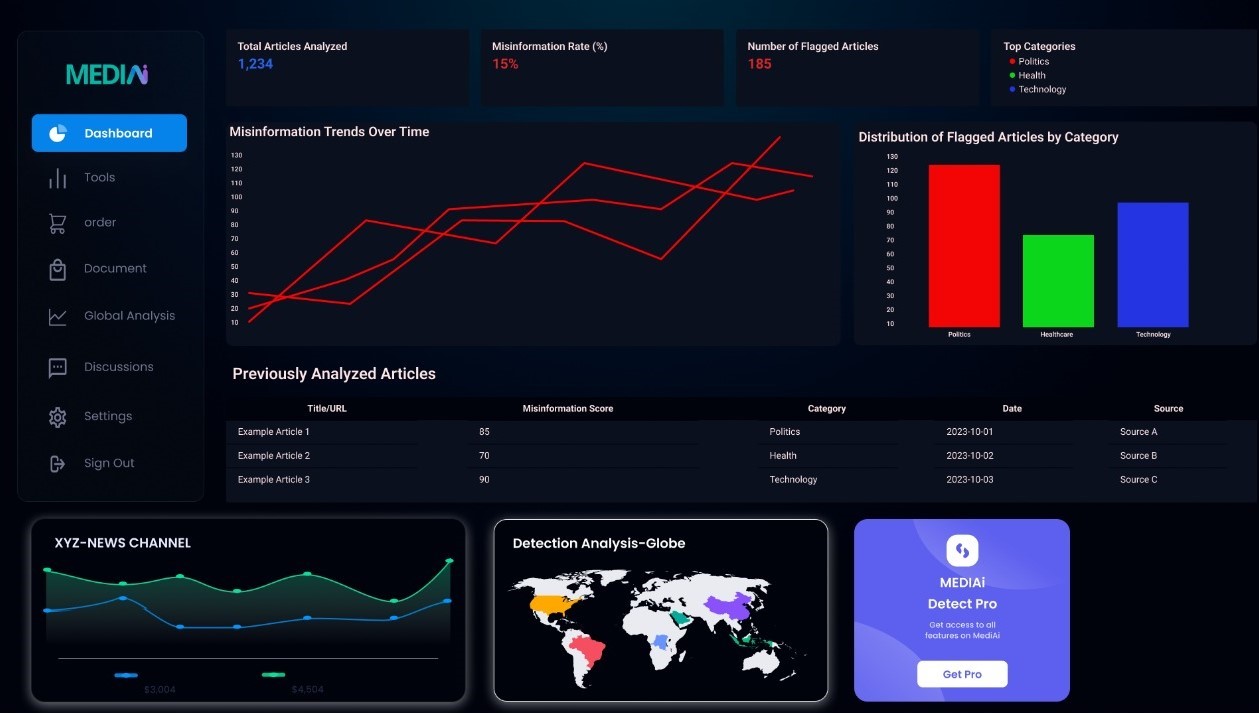 MEDIAi
Dashboard
Tools
order
Document
Global Analysis
Discussions
Settings
Sign Out
Total Articles Analyzed
1,234
Misinformation Rate (%)
15%
Number of Flagged Articles
185
Top Categories
Politics
Health
Technology
Misinformation Trends Over Time
130
120
110
100
90
80
70
60
50
40
30
20
10
Distribution of Flagged Articles by Category
130
120
110
100
90
80
70
60
50
40
30
20
10
Politics Healthcare Technology
Previously Analyzed Articles
Title/URL Misinformation Score Category Date Source
Example Article 1 85 Politics 2023-10-01 Source A
Example Article 2 70 Health 2023-10-02 Source B
Example Article 3 90 Technology 2023-10-03 Source C
XYZ-NEWS CHANNEL
$3,004 $4,504
Detection Analysis-Globe
MEDIAi
Detect Pro
Get access to all
features on MediAi
Get Pro